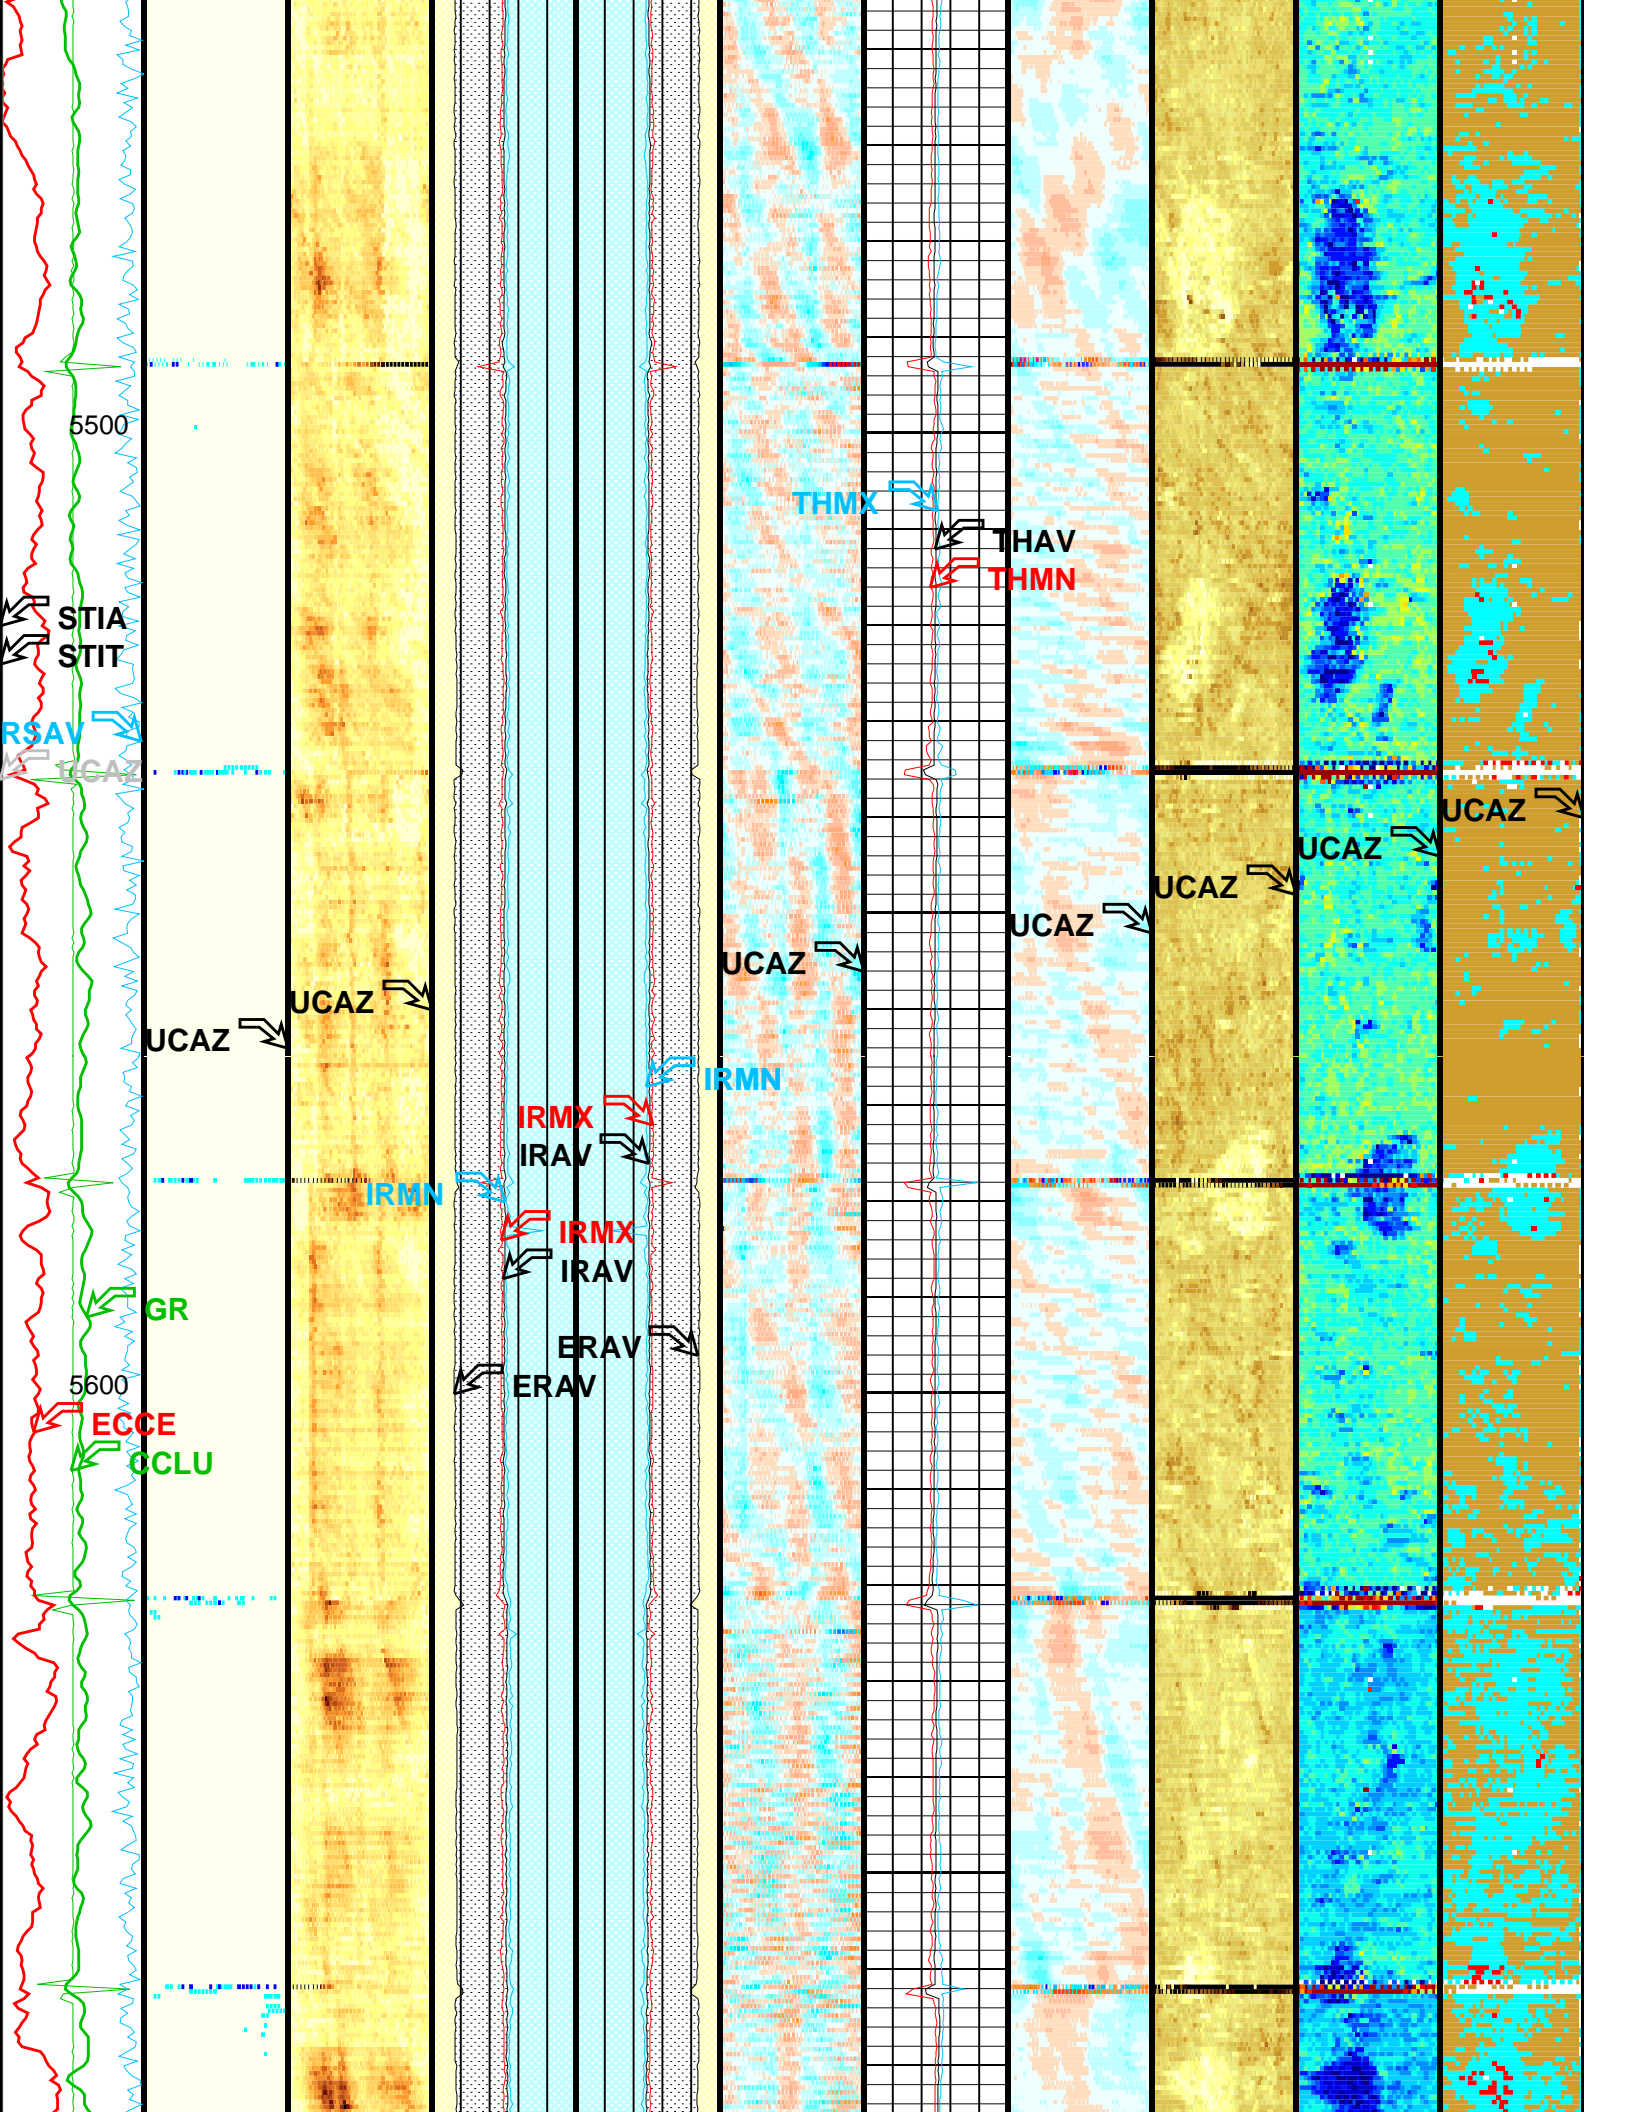 5500
THMX
THAV
THMN
STIA
STIT
RSAV
UCAZ
UCAZ
UCAZ
UCAZ
UCAZ
UCAZ
UCAZ
UCAZ
IRMN
IRMX
IRAV
IRMN
IRMX
IRAV
GR
ERAV
5600
ERAV
ECCE
CCLU